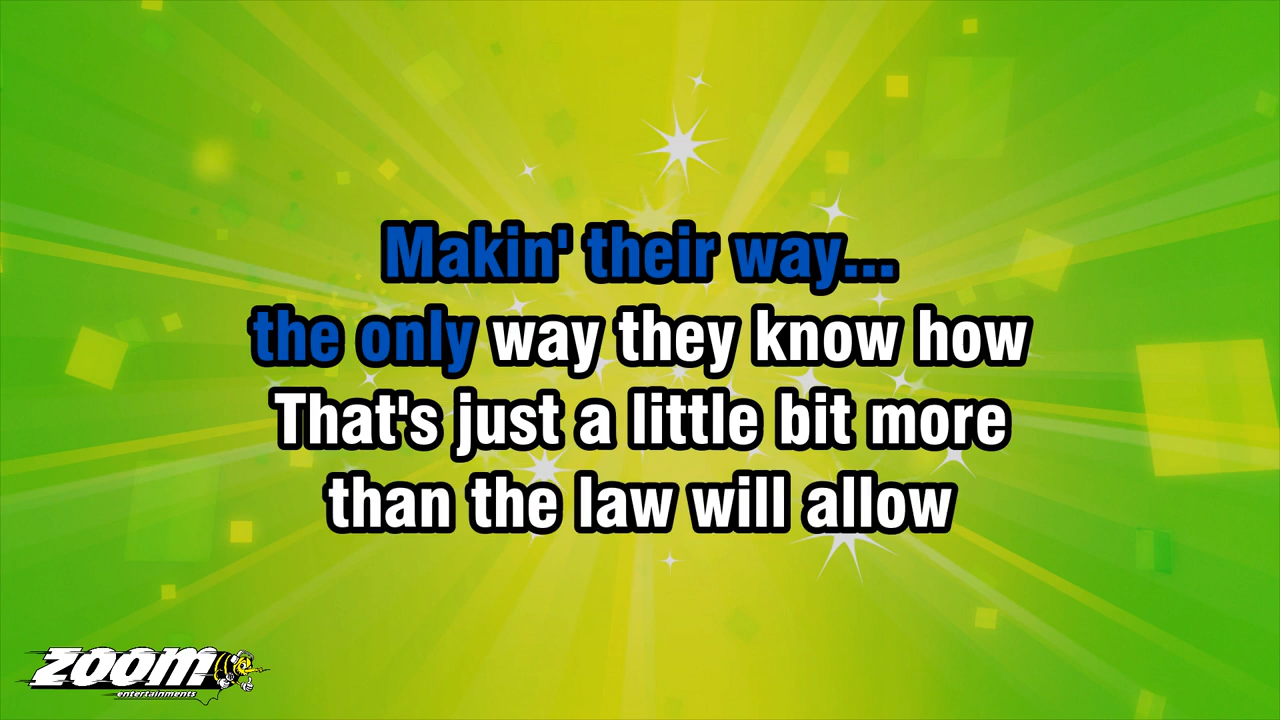 Makin' their way...
the only way they know how
That's just a little bit more
than the law will allow
ZOOM
entertainments